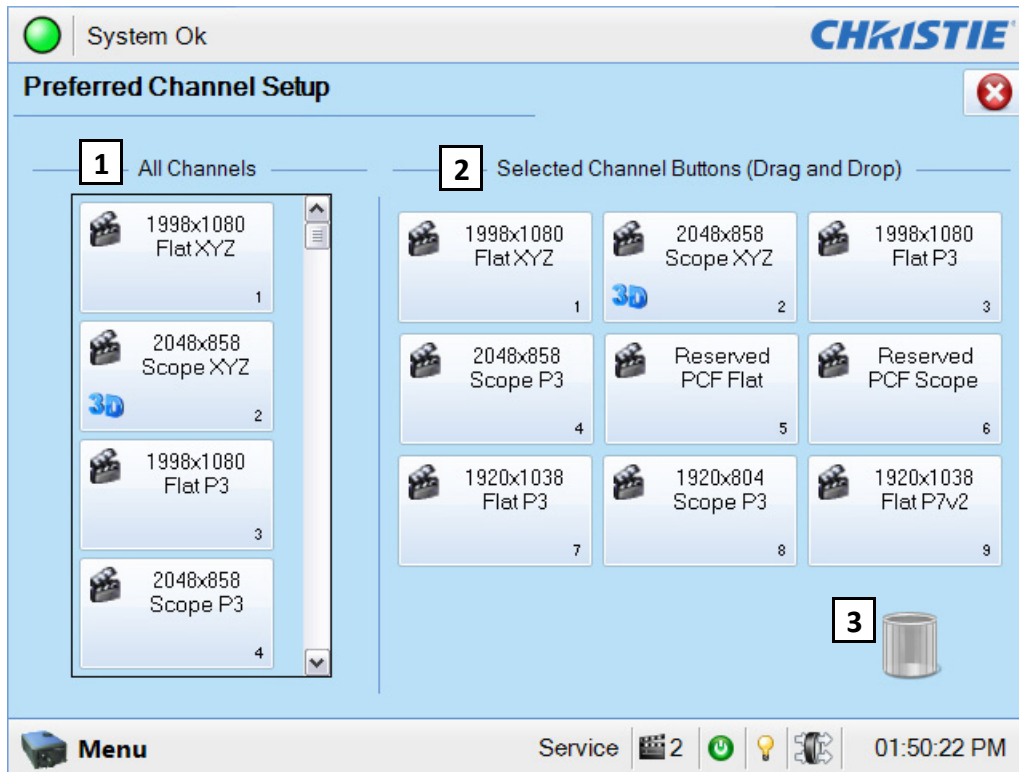 System Ok
CHRISTIE
Preferred Channel Setup
1
All Channels
1998x1080
Flat XYZ
1
2048x858
Scope XYZ
3D
2
1998x1080
Flat P3
3
2048x858
Scope P3
4
2
Selected Channel Buttons (Drag and Drop)
1998x1080
Flat XYZ
1
2048x858
Scope XYZ
3D
2
1998x1080
Flat P3
3
2048x858
Scope P3
4
Reserved
PCF Flat
5
Reserved
PCF Scope
6
1920x1038
Flat P3
7
1920x804
Scope P3
8
1920x1038
Flat P7v2
9
3
Menu
Service
2
01:50:22 PM